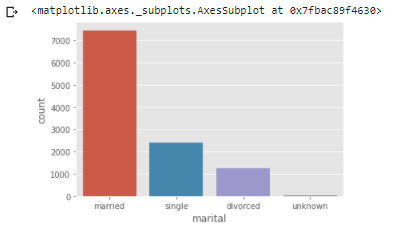 <matplotlib.axes._subplots.AxesSubplot at 0x7fbac89f4630>
7000
6000
5000
4000
3000
2000
1000
0
count
married single divorced unknown
marital